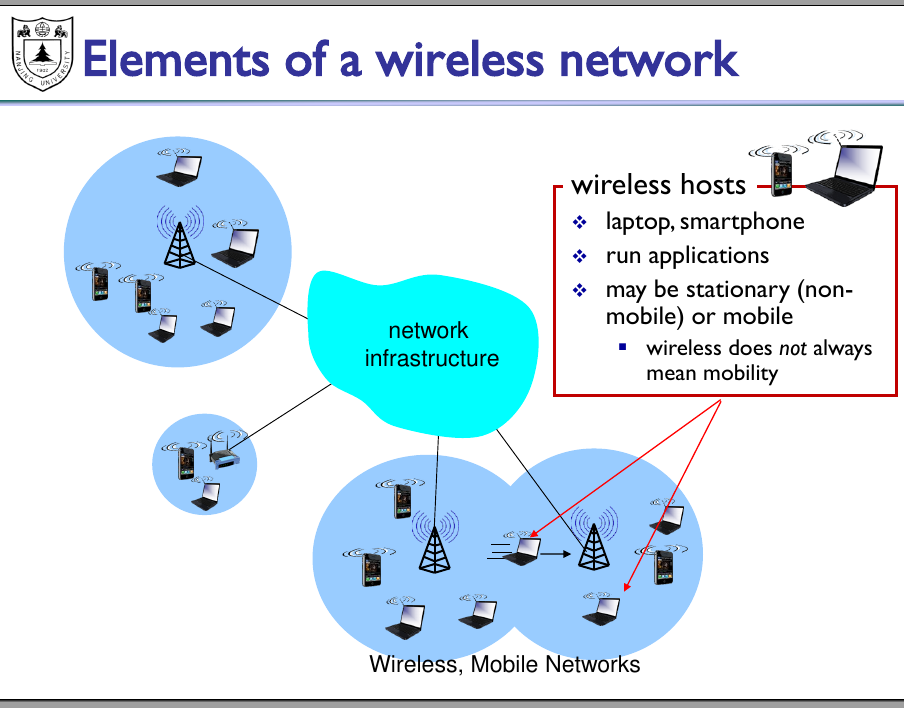 Elements of a wireless network
NANJING UNIVERSITY
1902
wireless hosts
❖ laptop, smartphone
❖ run applications
❖ may be stationary (non-
mobile) or mobile
▪ wireless does not always
mean mobility
network
infrastructure
Wireless, Mobile Networks